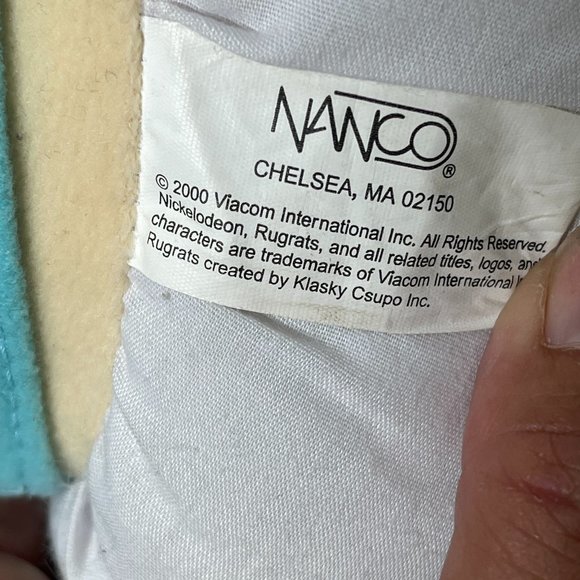 NANCO®
CHELSEA, MA 02150
© 2000 Viacom International Inc. All Rights Reserved.
Nickelodeon, Rugrats, and all related titles, logos, and
characters are trademarks of Viacom International
Rugrats created by Klasky Csupo Inc.